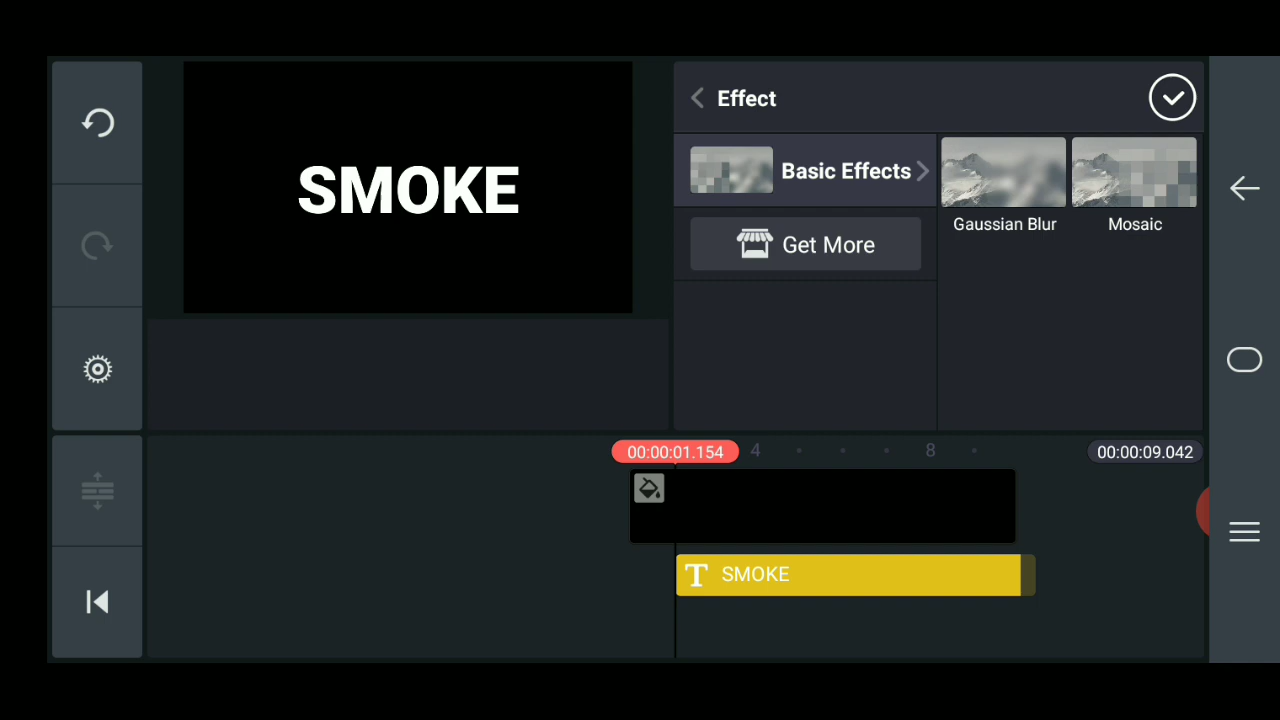 SMOKE
Effect
Basic Effects
Get More
Gaussian Blur
Mosaic
00:00:01.154
4
8
00:00:09.042
T SMOKE